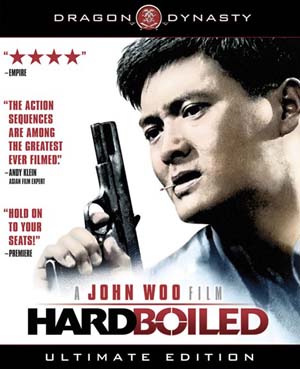 DRAGON DYNASTY
★★★★
–EMPIRE
"THE ACTION
SEQUENCES
ARE AMONG
THE GREATEST
EVER FILMED."
–ANDY KLEIN
ASIAN FILM EXPERT
"HOLD ON
TO YOUR
SEATS!"
–PREMIERE
A JOHN WOO FILM
HARDBOILED
ULTIMATE EDITION